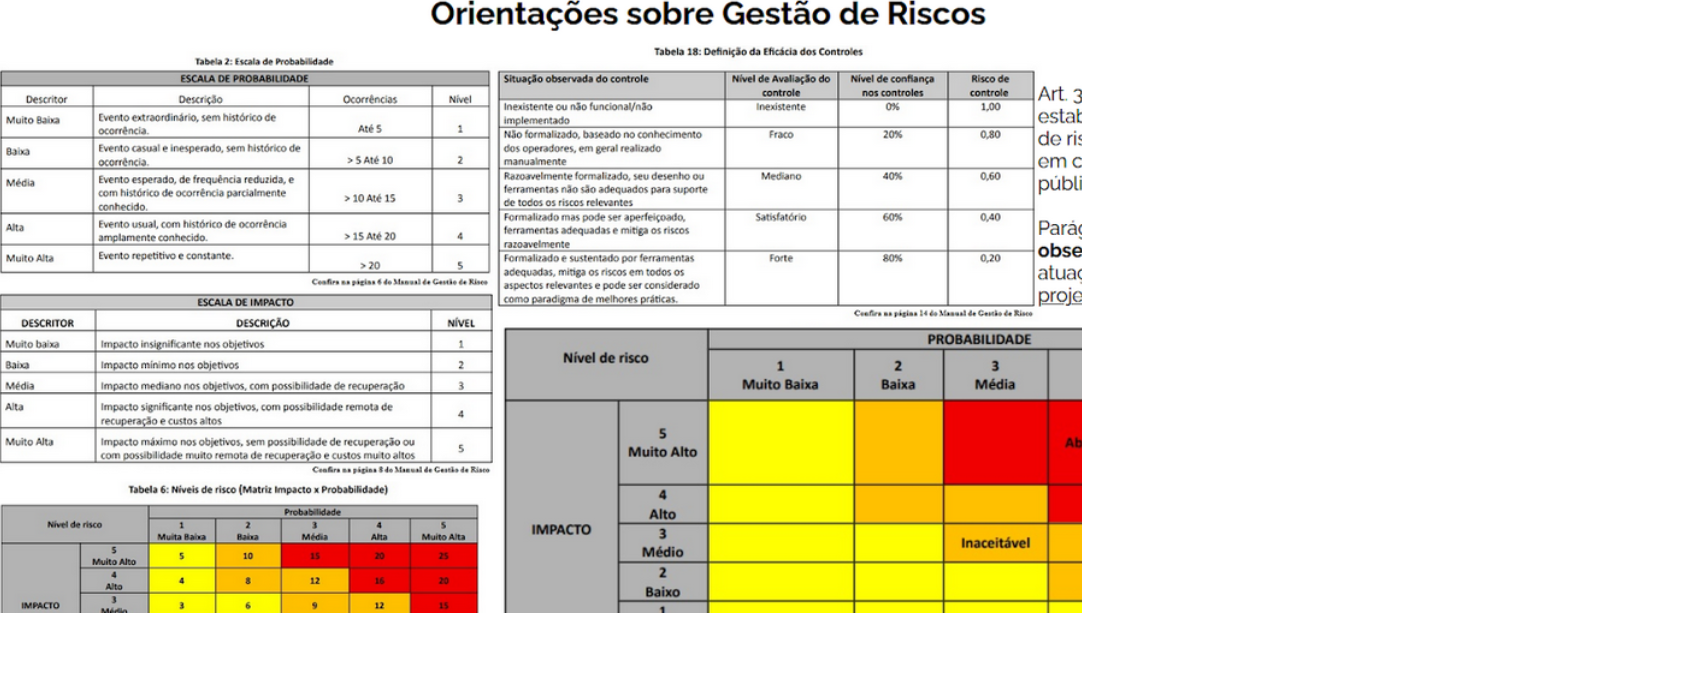 Orientações sobre Gestão de Riscos
Tabela 2: Escala de Probabilidade
ESCALA DE PROBABILIDADE
Descritor Descrição Ocorrências Nível
Muito Baixa Evento extraordinário, sem histórico de
ocorrência. Até 5 1
Baixa Evento casual e inesperado, sem histórico de
ocorrência. > 5 Até 10 2
Média Evento esperado, de frequência reduzida, e
com histórico de ocorrência parcialmente
conhecido. > 10 Até 15 3
Alta Evento usual, com histórico de ocorrência
amplamente conhecido. > 15 Até 20 4
Muito Alta Evento repetitivo e constante.
> 20 5
Confira na página 6 do Manual de Gestão de Risco
ESCALA DE IMPACTO
DESCRITOR DESCRIÇÃO NÍVEL
Muito baixa Impacto insignificante nos objetivos 1
Baixa Impacto mínimo nos objetivos 2
Média Impacto mediano nos objetivos, com possibilidade de recuperação 3
Alta Impacto significante nos objetivos, com possibilidade remota de
recuperação e custos altos 4
Muito Alta Impacto máximo nos objetivos, sem possibilidade de recuperação ou
com possibilidade muito remota de recuperação e custos muito altos 5
Confira na página 8 do Manual de Gestão de Risco
Tabela 6: Níveis de risco (Matriz Impacto x Probabilidade)
Nível de risco Probabilidade
1 2 3 4 5
Muita Baixa Baixa Média Alta Muito Alta
5
Muito Alto 5 10 15 20 25
4
Alto 4 8 12 16 20
IMPACTO 3
Médio 3 6 9 12 15
Tabela 18: Definição da Eficácia dos Controles
Situação observada do controle Nível de Avaliação do Nível de confiança Risco de
controle nos controles controle
Inexistente ou não funcional/não Inexistente 0% 1,00
implementado
Não formalizado, baseado no conhecimento Fraco 20% 0,80
dos operadores, em geral realizado
manualmente
Razoavelmente formalizado, seu desenho ou Mediano 40% 0,60
ferramentas não são adequados para suporte
de todos os riscos relevantes
Formalizado mas pode ser aperfeiçoado, Satisfatório 60% 0,40
ferramentas adequadas e mitiga os riscos
razoavelmente
Formalizado e sustentado por ferramentas Forte 80% 0,20
adequadas, mitiga os riscos em todos os
aspectos relevantes e pode ser considerado
como paradigma de melhores práticas.
Confira na página 14 do Manual de Gestão de Risco
Nível de risco PROBABILIDADE
1 2 3
Muito Baixa Baixa Média
5
Muito Alto Ab
4
Alto
IMPACTO 3
Médio Inaceitável
2
Baixo
1
Art. 3
estab
de ris
em c
públi
Parág
obse
atuaç
proje